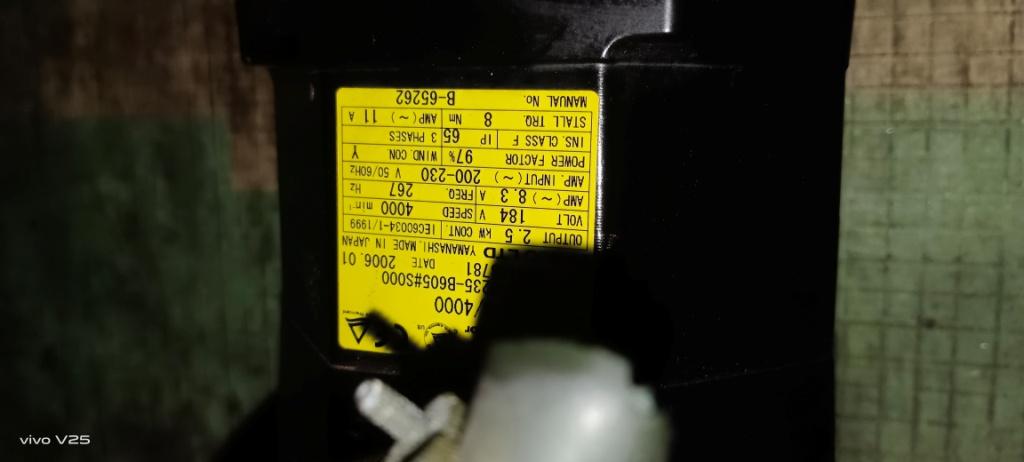 /4000
235-B605#S000
781 DATE 2006.01
LTD YAMANASHI, MADE IN JAPAN
OUTPUT 2.5 kW CONT. IEC60034-1/1999
VOLT 184 V SPEED 4000 min⁻¹
AMP(~) 8.3 A FREQ. 267 Hz
AMP. INPUT(~) 200-230 V 50/60Hz
POWER FACTOR 97% WIND. CON. Y
INS. CLASS F IP 65 3 PHASES
STALL TRQ. 8 Nm AMP(~) 11 A
MANUAL No. B-65262
vivo V25